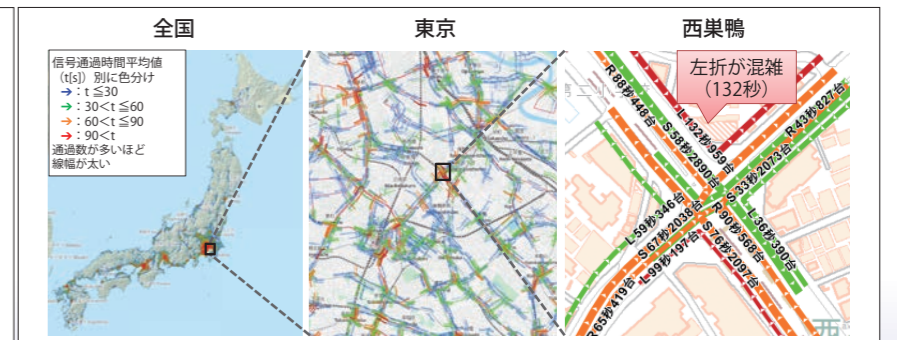 全国
東京
西巣鴨
信号通過時間平均値
(t[s]) 別に色分け
→:t ≦30
→:30<t ≦60
→:60<t ≦90
→:90<t
通過数が多いほど
線幅が太い
左折が混雑
(132秒)
R 88秒448台
S 58秒2890台
L 132秒959台
R 43秒827台
S 33秒2073台
L 36秒390台
L 59秒346台
S 67秒2038台
R 65秒419台
L 99秒197台
S 76秒2097台
R 90秒568台
西